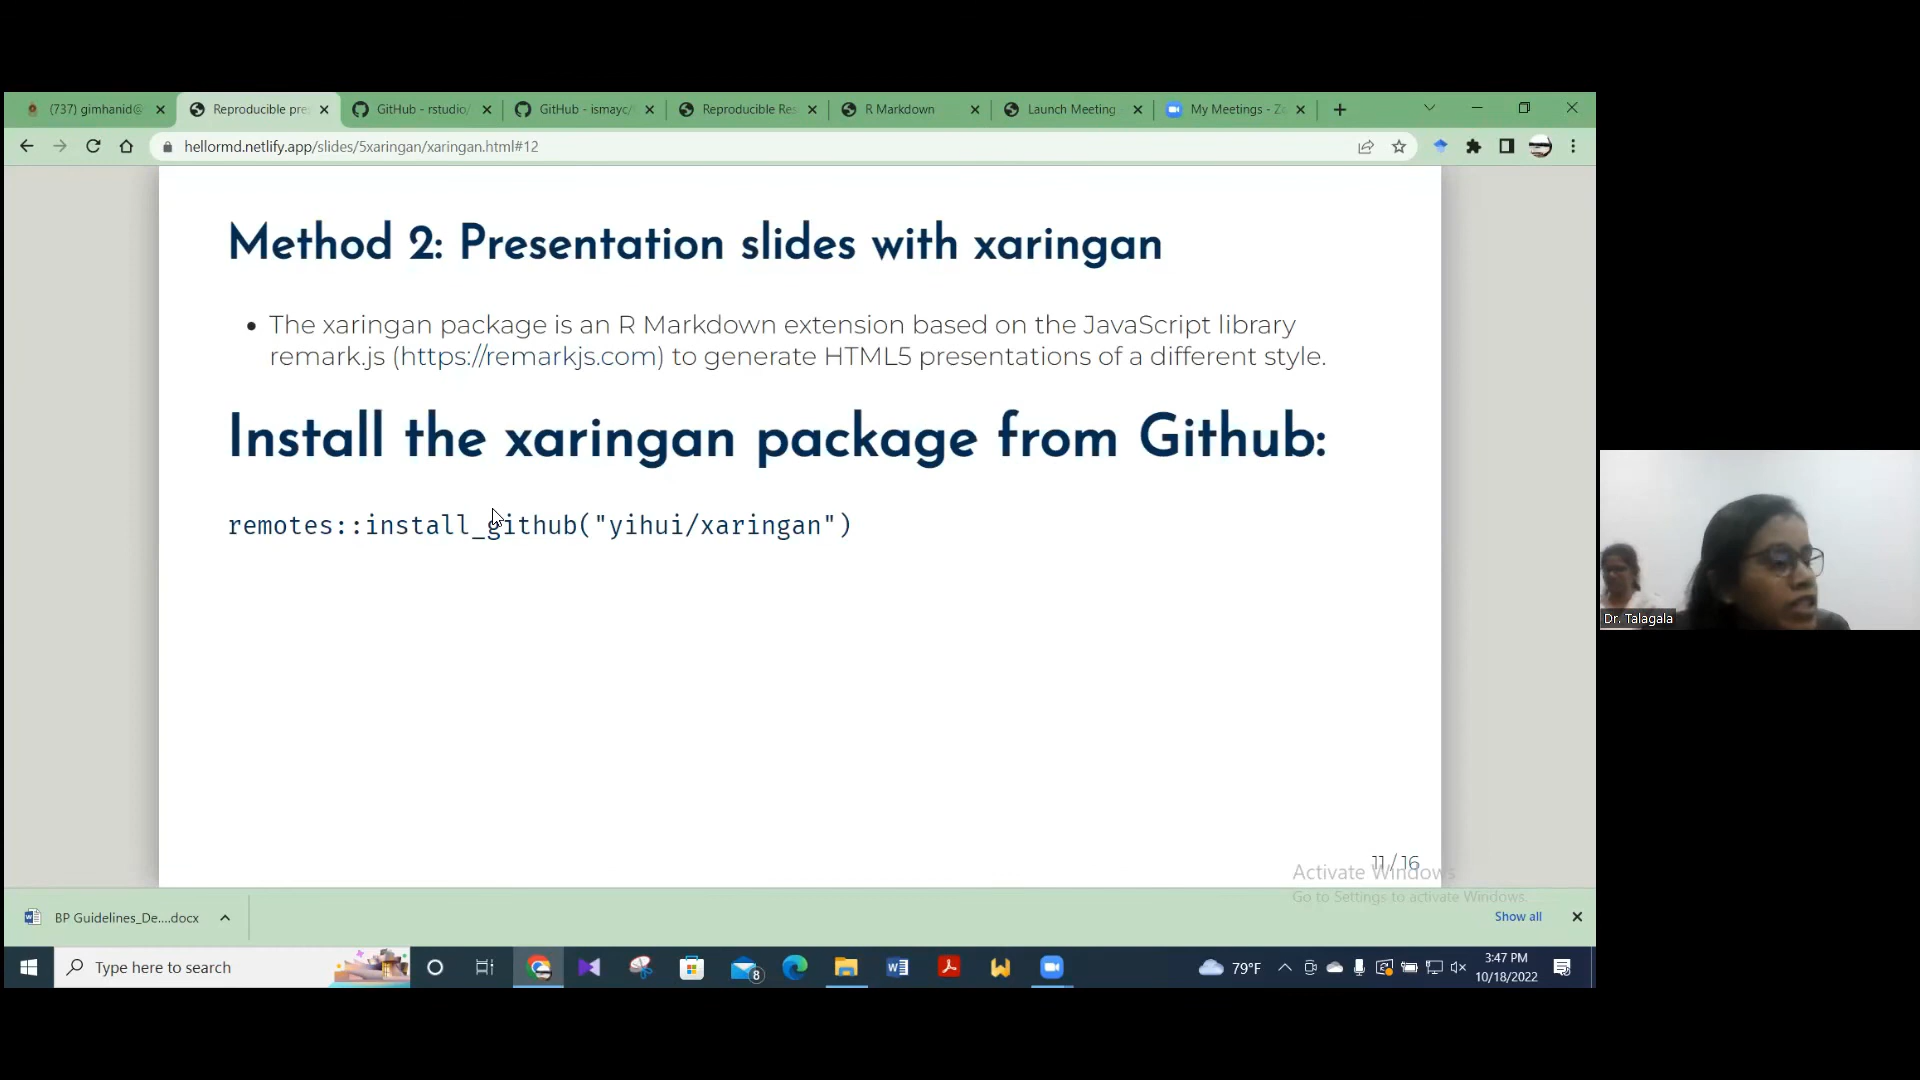 (737) gimhanid@
Reproducible pre
GitHub - rstudio/
GitHub - ismayc/
Reproducible Res
R Markdown
Launch Meeting
My Meetings - Zo
hellormd.netlify.app/slides/5xaringan/xaringan.html#12
Method 2: Presentation slides with xaringan
• The xaringan package is an R Markdown extension based on the JavaScript library
remark.js (https://remarkjs.com) to generate HTML5 presentations of a different style.
Install the xaringan package from Github:
remotes::install_github("yihui/xaringan")
11 / 16
Activate Windows
Go to Settings to activate Windows.
Dr. Talagala
BP Guidelines_De....docx
Show all
Type here to search
8
79°F
3:47 PM
10/18/2022